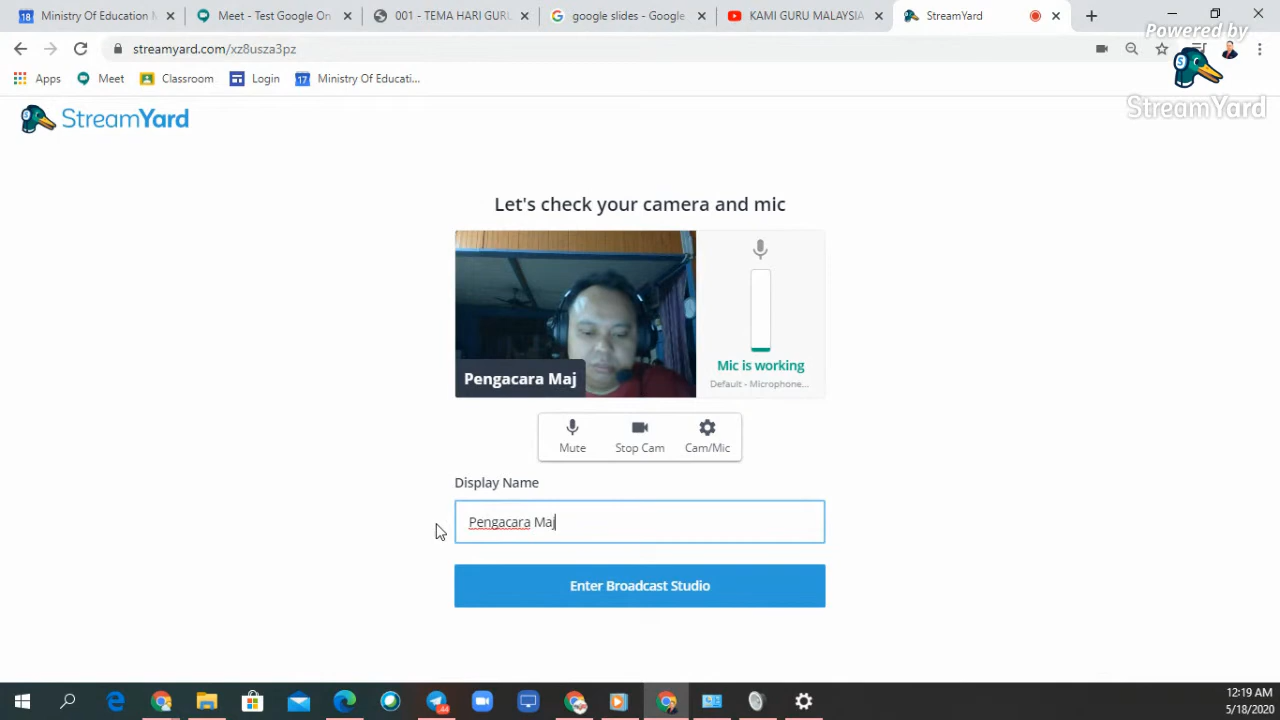 Ministry Of Education M
Meet - Test Google On
001 - TEMA HARI GURU
google slides - Google
KAMI GURU MALAYSIA
StreamYard
streamyard.com/xz8usza3pz
Powered by
StreamYard
Apps
Meet
Classroom
Login
17
Ministry Of Educati...
StreamYard
Let's check your camera and mic
Pengacara Maj
Mic is working
Default - Microphone...
Mute
Stop Cam
Cam/Mic
Display Name
Pengacara Maj
Enter Broadcast Studio
12:19 AM
5/18/2020